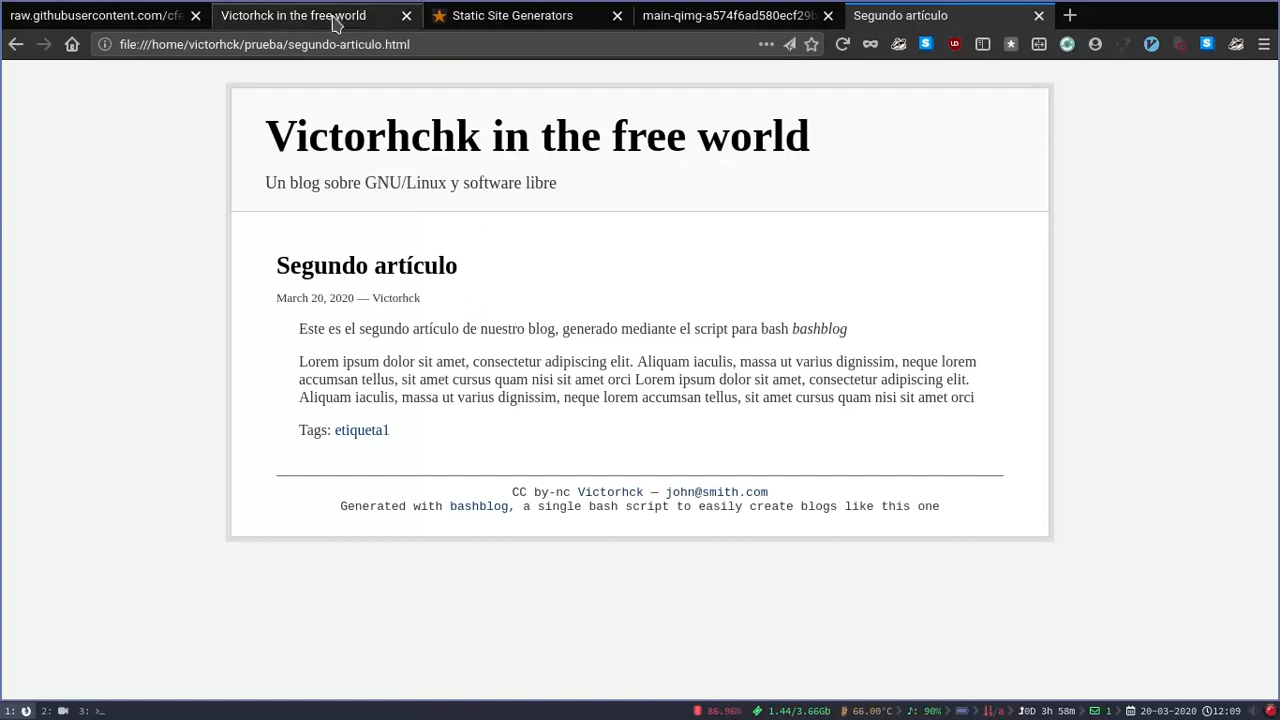 raw.githubusercontent.com/cfe
Victorhck in the free world
Static Site Generators
main-qimg-a574f6ad580ecf29b
Segundo artículo
file:///home/victorhck/prueba/segundo-articulo.html
Victorhchk in the free world
Un blog sobre GNU/Linux y software libre
Segundo artículo
March 20, 2020 — Victorhck
Este es el segundo artículo de nuestro blog, generado mediante el script para bash bashblog
Lorem ipsum dolor sit amet, consectetur adipiscing elit. Aliquam iaculis, massa ut varius dignissim, neque lorem
accumsan tellus, sit amet cursus quam nisi sit amet orci Lorem ipsum dolor sit amet, consectetur adipiscing elit.
Aliquam iaculis, massa ut varius dignissim, neque lorem accumsan tellus, sit amet cursus quam nisi sit amet orci
Tags: etiqueta1
CC by-nc Victorhck — john@smith.com
Generated with bashblog, a single bash script to easily create blogs like this one
1: 2: 3: 86.96% 1.44/3.66Gb 66.00°C 90% /a 0D 3h 58m 1 20-03-2020 12:09